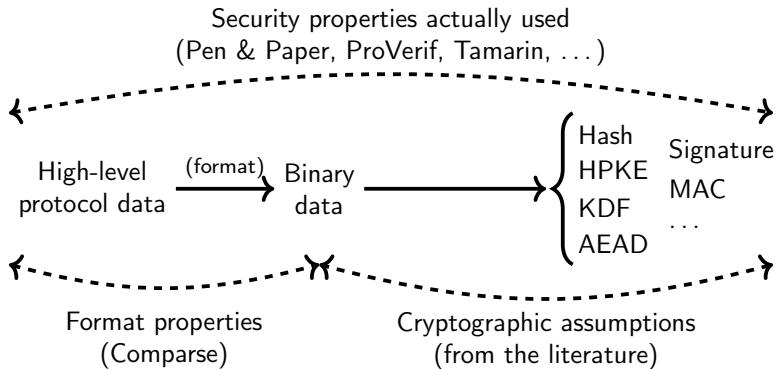 Security properties actually used
(Pen & Paper, ProVerif, Tamarin, ...)
High-level
protocol data
(format)
Binary
data
Hash
HPKE
KDF
AEAD
Signature
MAC
...
Format properties
(Comparse)
Cryptographic assumptions
(from the literature)